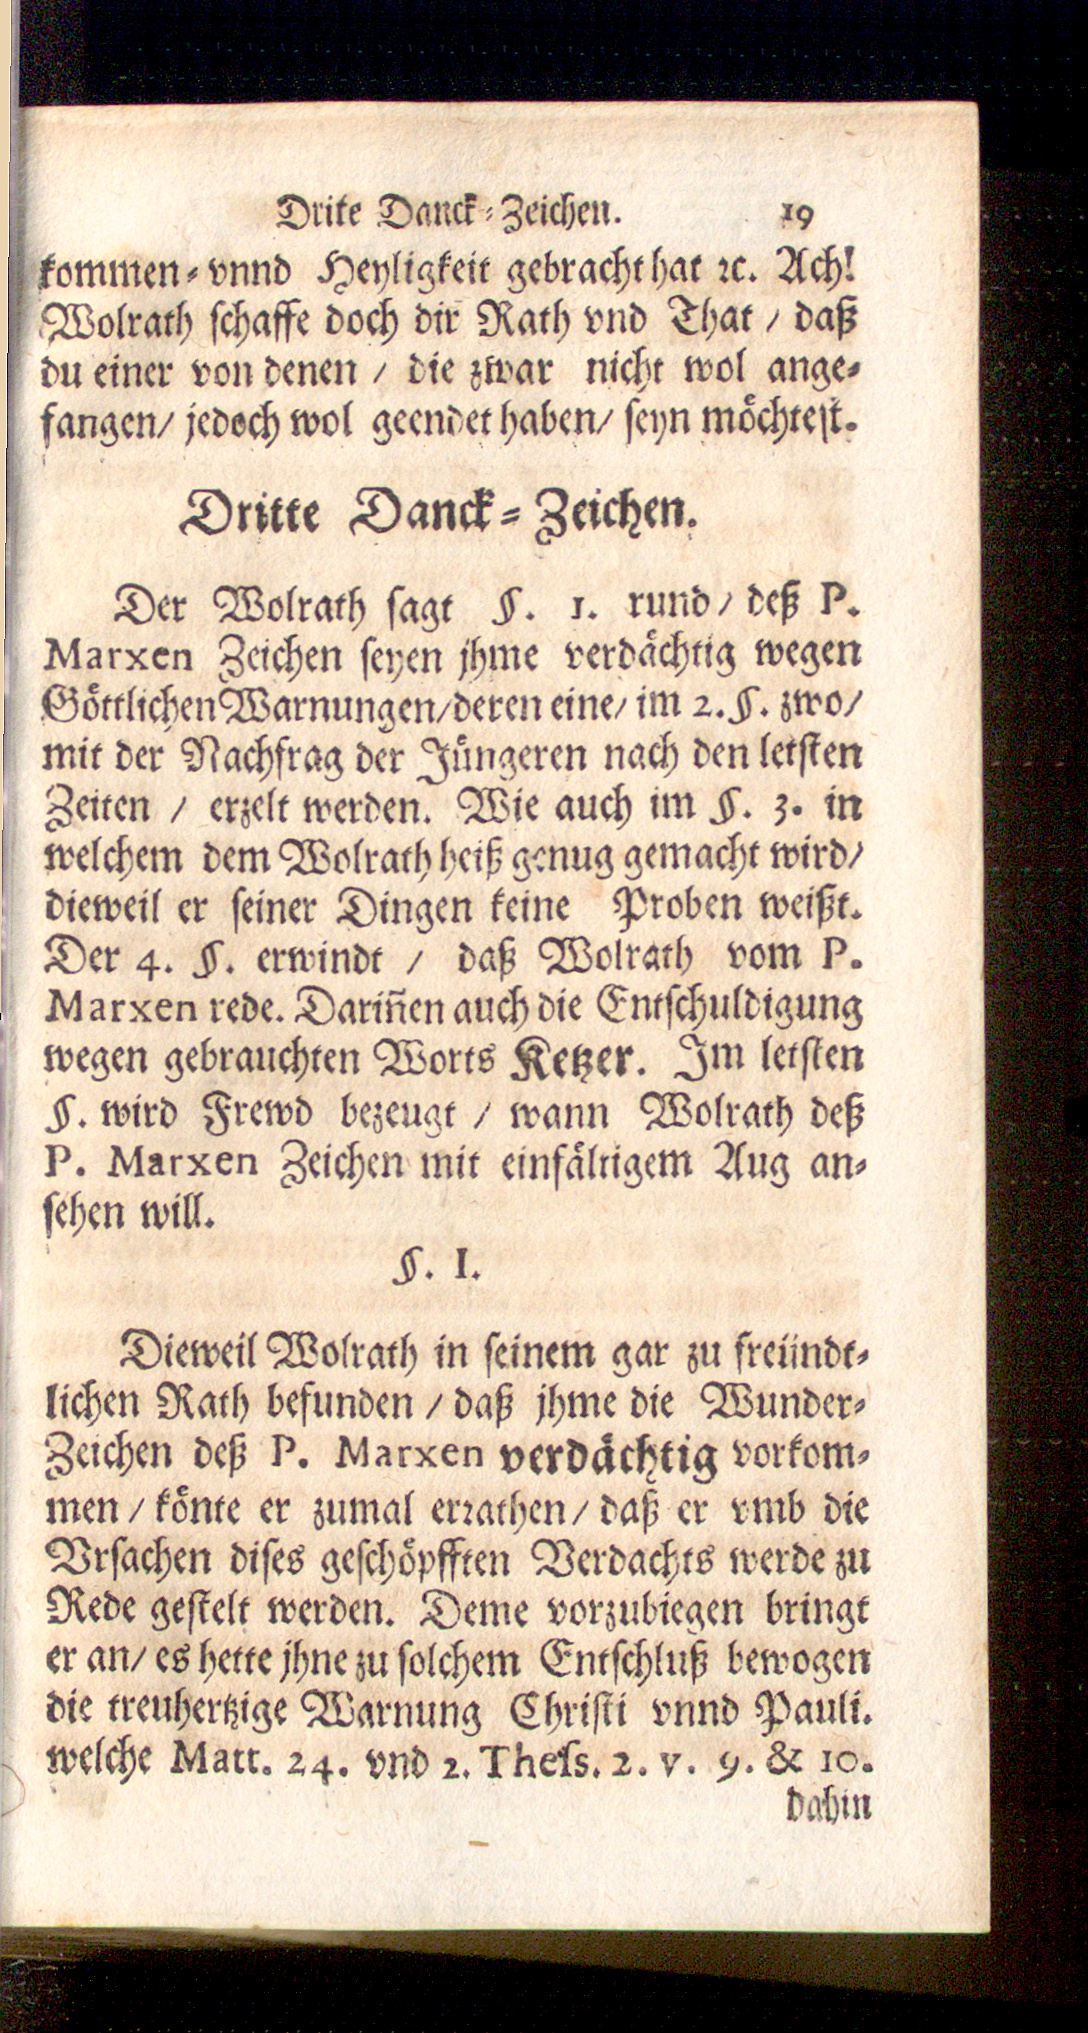 Drite Danck-Zeichen. 19
kommen- vnnd Heyligkeit gebracht hat ꝛc. Ach!
Wolrath schaffe doch dir Rath vnd That / daß
du einer von denen / die zwar nicht wol ange-
fangen / jedoch wol geendet haben / seyn möchtest.
Dritte Danck-Zeichen.
Der Wolrath sagt §. 1. rund / deß P.
Marxen Zeichen seyen jhme verdächtig wegen
Göttlichen Warnungen / deren eine / im 2. §. zwo /
mit der Nachfrag der Jüngeren nach den letsten
Zeiten / erzelt werden. Wie auch im §. 3. in
welchem dem Wolrath heiß genug gemacht wird /
dieweil er seiner Dingen keine Proben weißt.
Der 4. §. erwindt / daß Wolrath vom P.
Marxen rede. Dariñen auch die Entschuldigung
wegen gebrauchten Worts Ketzer. Jm letsten
§. wird Frewd bezeugt / wann Wolrath deß
P. Marxen Zeichen mit einfältigem Aug an-
sehen will.
§. I.
Dieweil Wolrath in seinem gar zu freündt-
lichen Rath befunden / daß jhme die Wunder-
Zeichen deß P. Marxen verdächtig vorkom-
men / könte er zumal errathen / daß er vmb die
Vrsachen dises geschöpfften Verdachts werde zu
Rede gestelt werden. Deme vorzubiegen bringt
er an / es hette jhne zu solchem Entschluß bewogen
die treuhertzige Warnung Christi vnnd Pauli.
welche Matt. 24. vnd 2. Theſs. 2. v. 9. & 10.
dahin